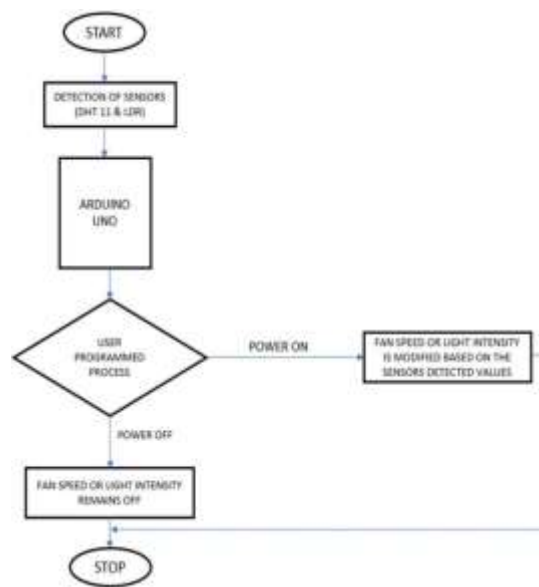 START
DETECTION OF SENSORS
(DHT 11 & LDR)
ARDUINO
UNO
USER
PROGRAMMED
PROCESS
POWER ON
FAN SPEED OR LIGHT INTENSITY
IS MODIFIED BASED ON THE
SENSORS DETECTED VALUES
POWER OFF
FAN SPEED OR LIGHT INTENSITY
REMAINS OFF
STOP